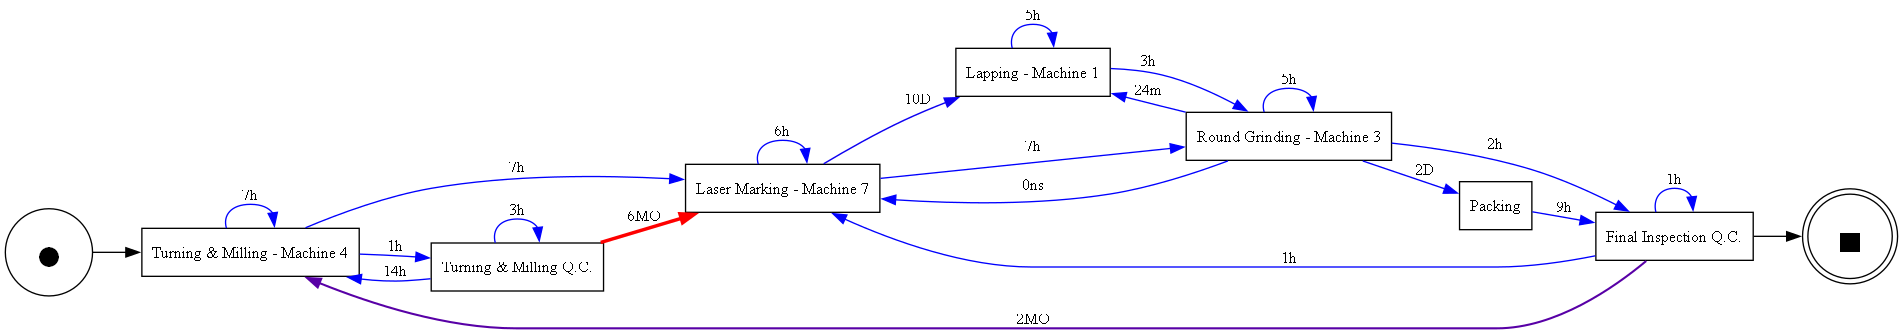 5h
Lapping - Machine 1
3h
24m
5h
10D
Round Grinding - Machine 3
6h
7h
2h
7h
Laser Marking - Machine 7
0ns
2D
1h
7h
3h
6MO
Packing
9h
Turning & Milling - Machine 4
1h
14h
Turning & Milling Q.C.
Final Inspection Q.C.
1h
2MO